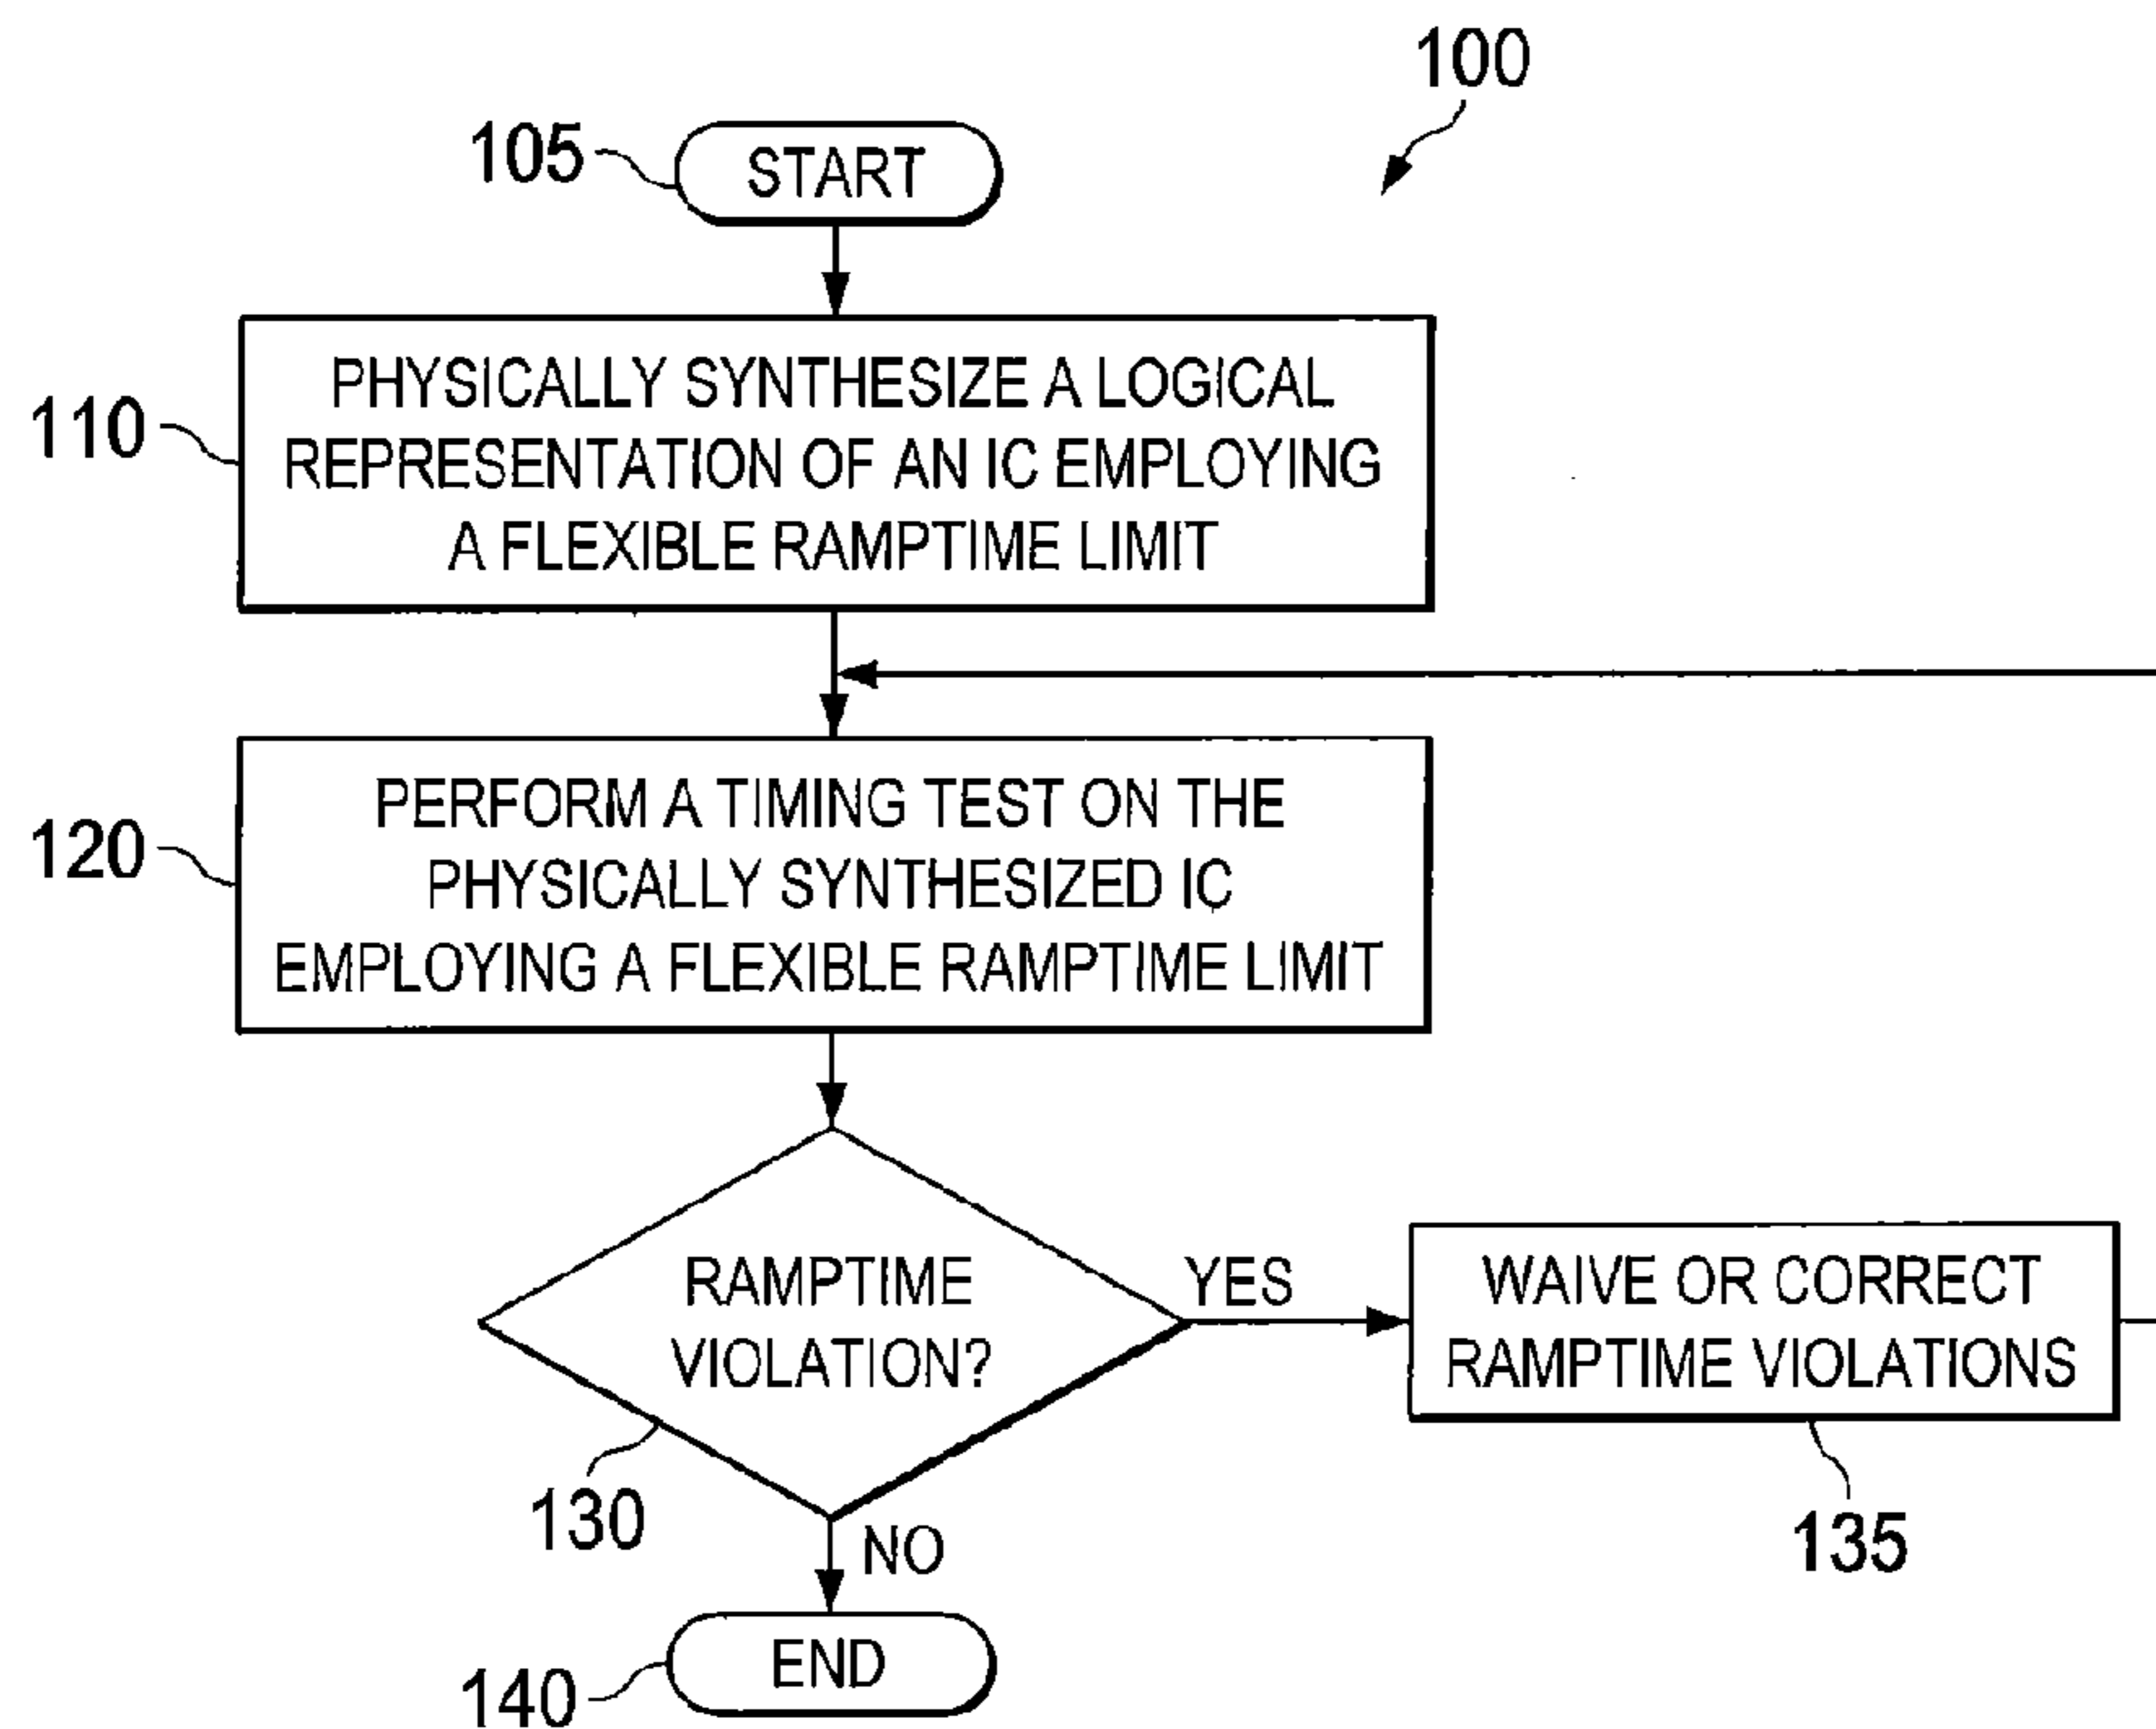 100
105
START
110
PHYSICALLY SYNTHESIZE A LOGICAL
REPRESENTATION OF AN IC EMPLOYING
A FLEXIBLE RAMPTIME LIMIT
120
PERFORM A TIMING TEST ON THE
PHYSICALLY SYNTHESIZED IC
EMPLOYING A FLEXIBLE RAMPTIME LIMIT
RAMPTIME
VIOLATION?
YES
WAIVE OR CORRECT
RAMPTIME VIOLATIONS
130
135
NO
END
140